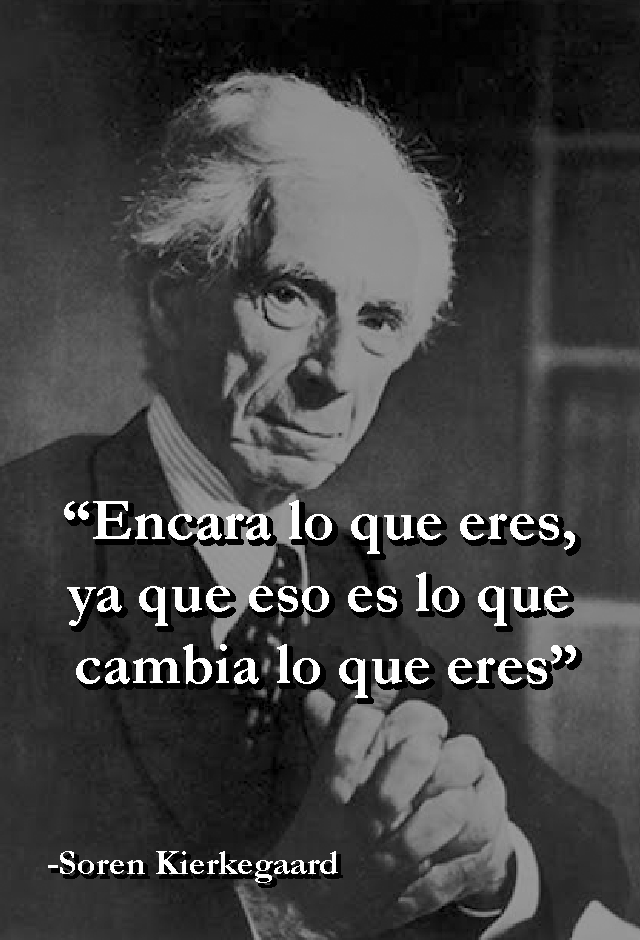 “Encara lo que eres,
ya que eso es lo que
cambia lo que eres”
-Soren Kierkegaard